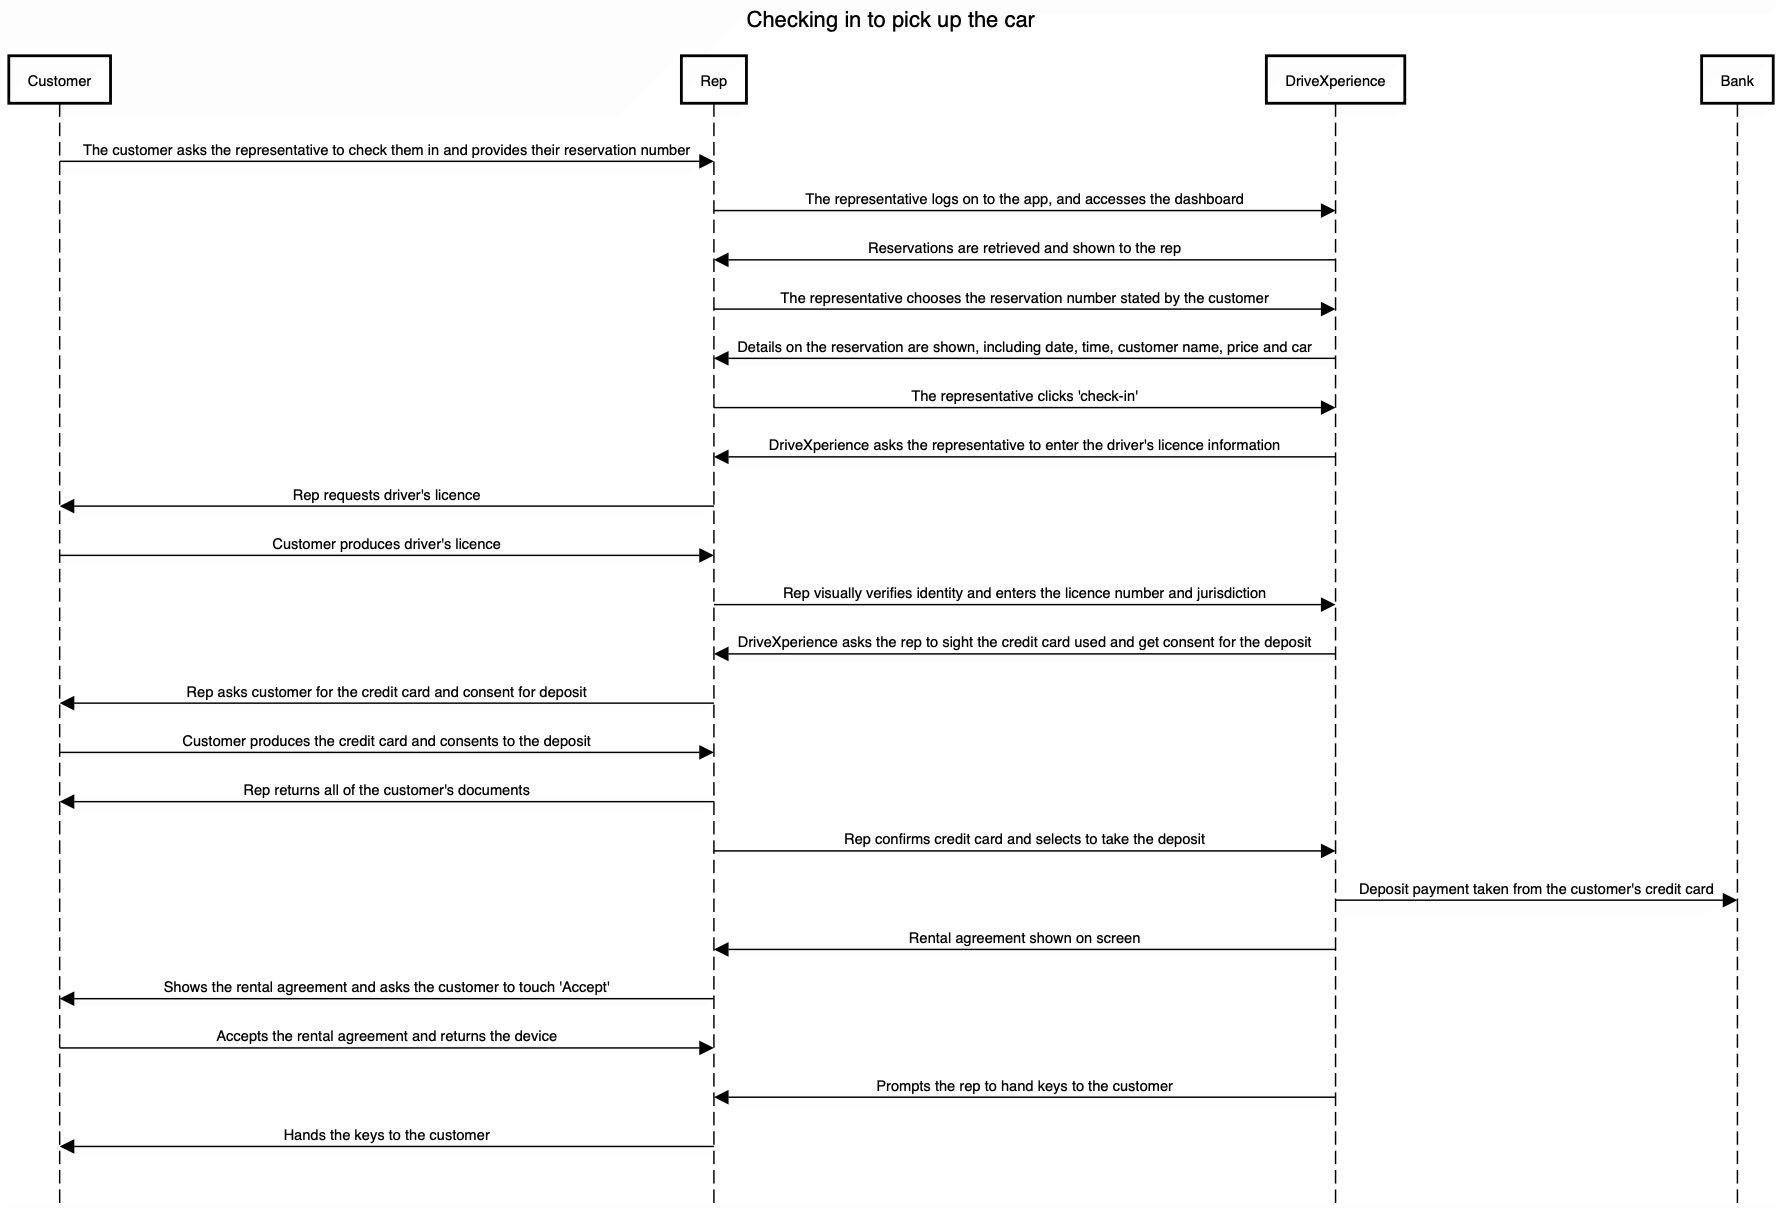 Checking in to pick up the car
Customer
Rep
DriveXperience
Bank
The customer asks the representative to check them in and provides their reservation number
The representative logs on to the app, and accesses the dashboard
Reservations are retrieved and shown to the rep
The representative chooses the reservation number stated by the customer
Details on the reservation are shown, including date, time, customer name, price and car
The representative clicks 'check-in'
DriveXperience asks the representative to enter the driver's licence information
Rep requests driver's licence
Customer produces driver's licence
Rep visually verifies identity and enters the licence number and jurisdiction
DriveXperience asks the rep to sight the credit card used and get consent for the deposit
Rep asks customer for the credit card and consent for deposit
Customer produces the credit card and consents to the deposit
Rep returns all of the customer's documents
Rep confirms credit card and selects to take the deposit
Deposit payment taken from the customer's credit card
Rental agreement shown on screen
Shows the rental agreement and asks the customer to touch 'Accept'
Accepts the rental agreement and returns the device
Prompts the rep to hand keys to the customer
Hands the keys to the customer